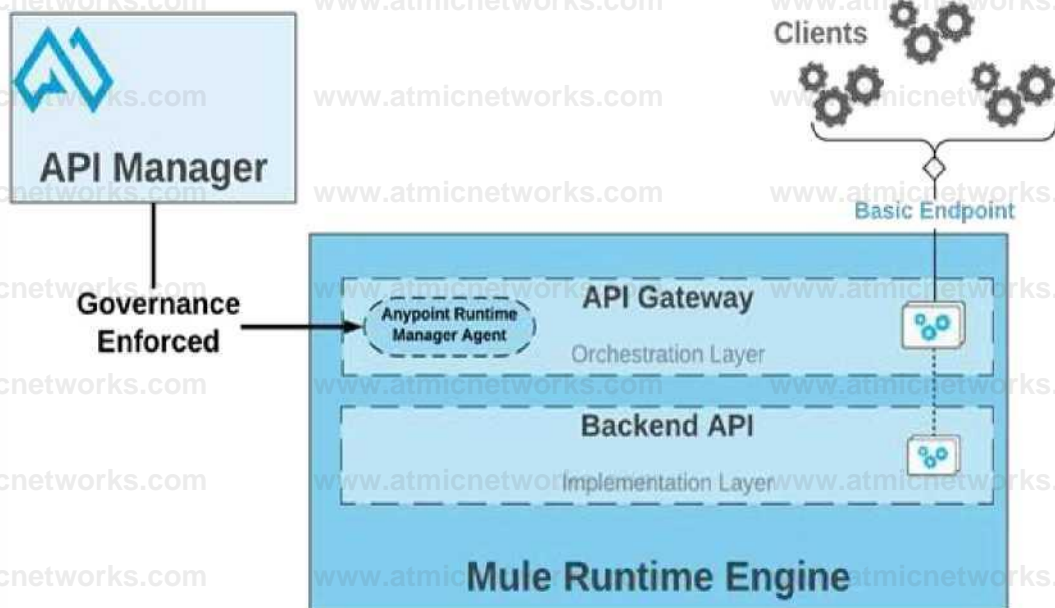 www.atmicnetworks.com
Clients
API Manager
Basic Endpoint
Governance
Enforced
API Gateway
Anypoint Runtime
Manager Agent
Orchestration Layer
Backend API
Implementation Layer
Mule Runtime Engine